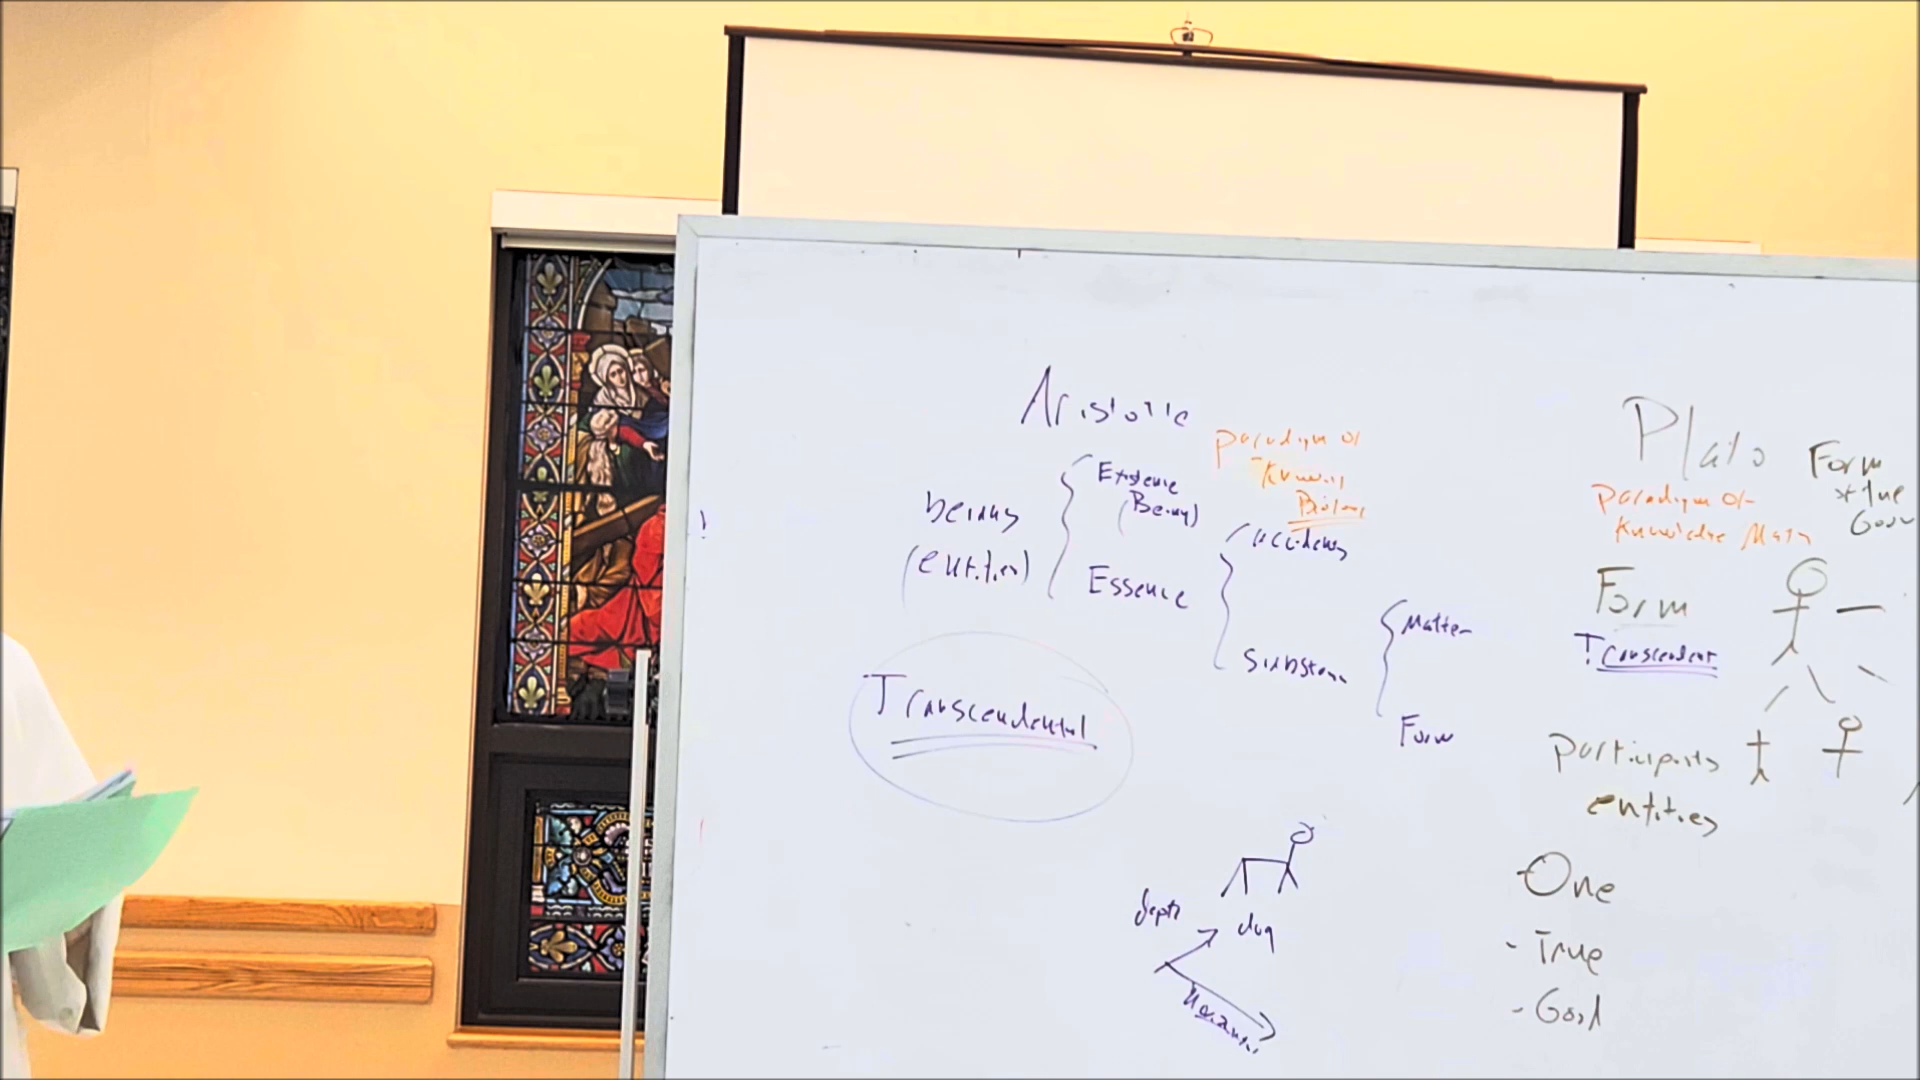 Aristotle
Paradigm of
Knowing
Biology
beings
(entities)
Existence
(Being)
Essence
accidents
Substance
Matter
Form
Transcendental
depth
dog
Horizontal
Plato
Form
of the
Good
Paradigm of
Knowledge Math
Form
Transcendent
Participants
entities
One
- True
- Good